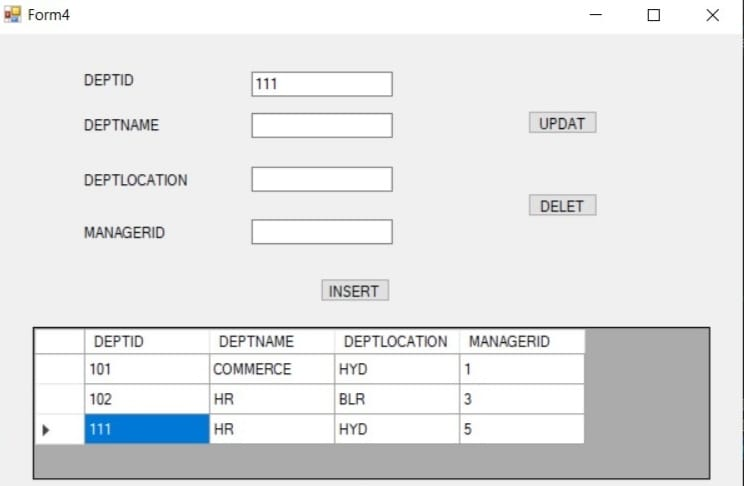 Form4
DEPTID 111
DEPTNAME
UPDAT
DEPTLOCATION
DELET
MANAGERID
INSERT
DEPTID DEPTNAME DEPTLOCATION MANAGERID
101 COMMERCE HYD 1
102 HR BLR 3
111 HR HYD 5